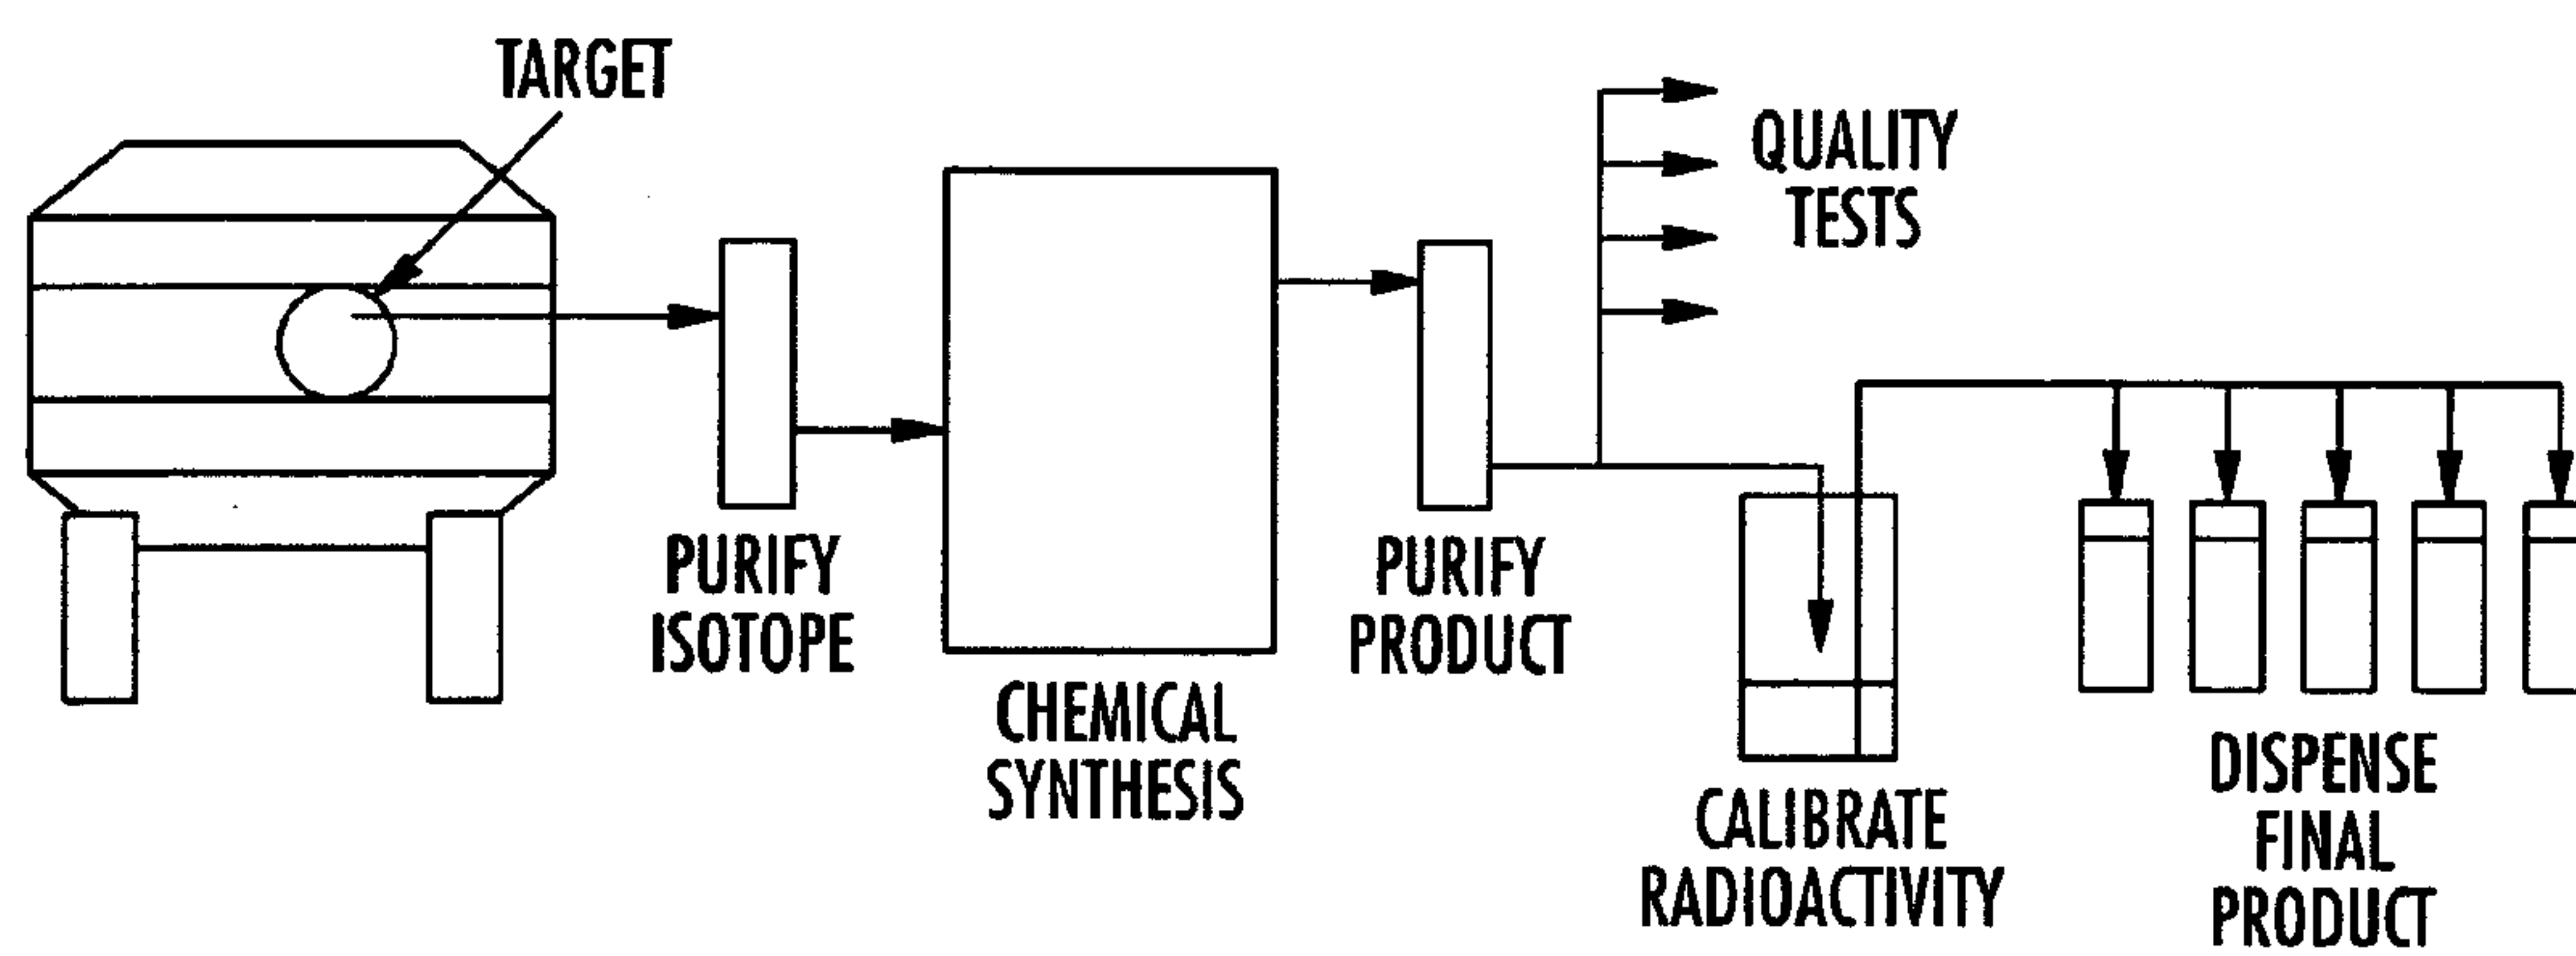 TARGET
QUALITY
TESTS
PURIFY
ISOTOPE
PURIFY
PRODUCT
CHEMICAL
SYNTHESIS
CALIBRATE
RADIOACTIVITY
DISPENSE
FINAL
PRODUCT